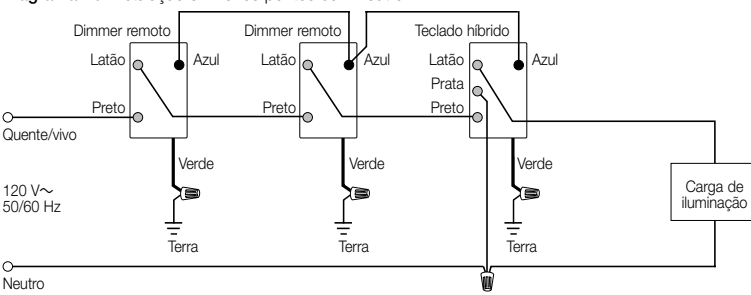 Dimmer remoto
Dimmer remoto
Teclado híbrido
Latão
Azul
Latão
Azul
Latão
Azul
Prata
Preto
Preto
Preto
Quente/vivo
Verde
Verde
Verde
120 V~
50/60 Hz
Carga de
iluminação
Terra
Terra
Terra
Neutro